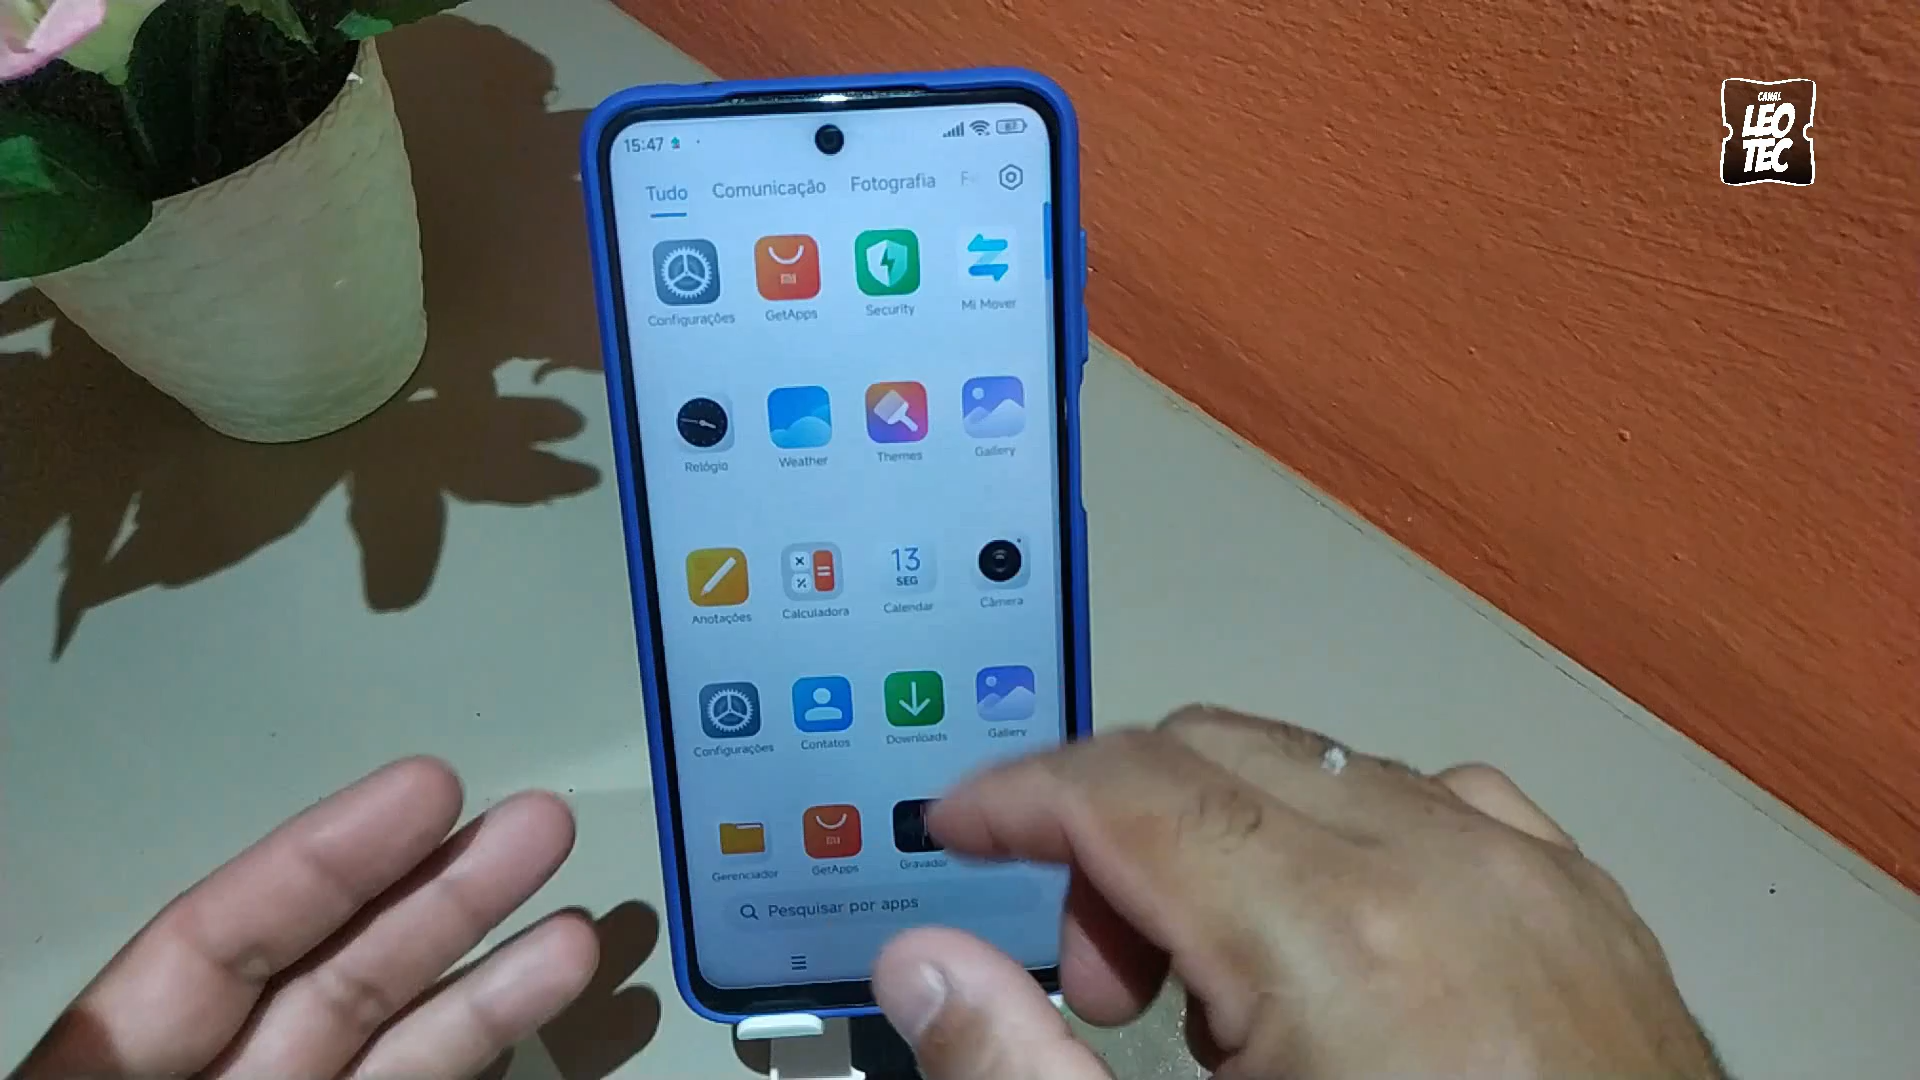 CANAL
LEO
TEC
15:47
87
Tudo Comunicação Fotografia
Configurações GetApps Security Mi Mover
Relógio Weather Themes Gallery
13
SEG
Anotações Calculadora Calendar Câmera
Configurações Contatos Downloads Gallery
Gerenciador GetApps Gravador
Pesquisar por apps